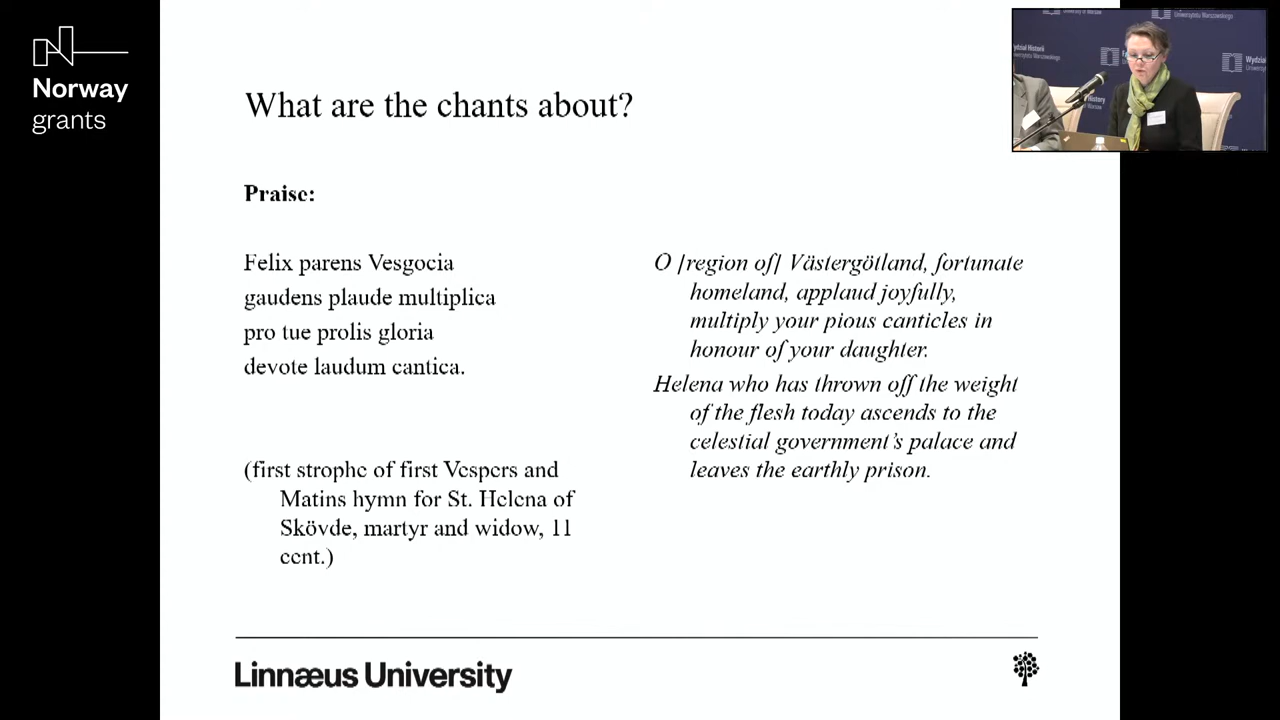 Norway
grants
What are the chants about?
Praise:
Felix parens Vesgocia
gaudens plaude multiplica
pro tue prolis gloria
devote laudum cantica.
(first strophe of first Vespers and
Matins hymn for St. Helena of
Skövde, martyr and widow, 11
cent.)
O [region of] Västergötland, fortunate
homeland, applaud joyfully,
multiply your pious canticles in
honour of your daughter.
Helena who has thrown off the weight
of the flesh today ascends to the
celestial government's palace and
leaves the earthly prison.
Linnæus University
Uniwersytetu Warszawskiego